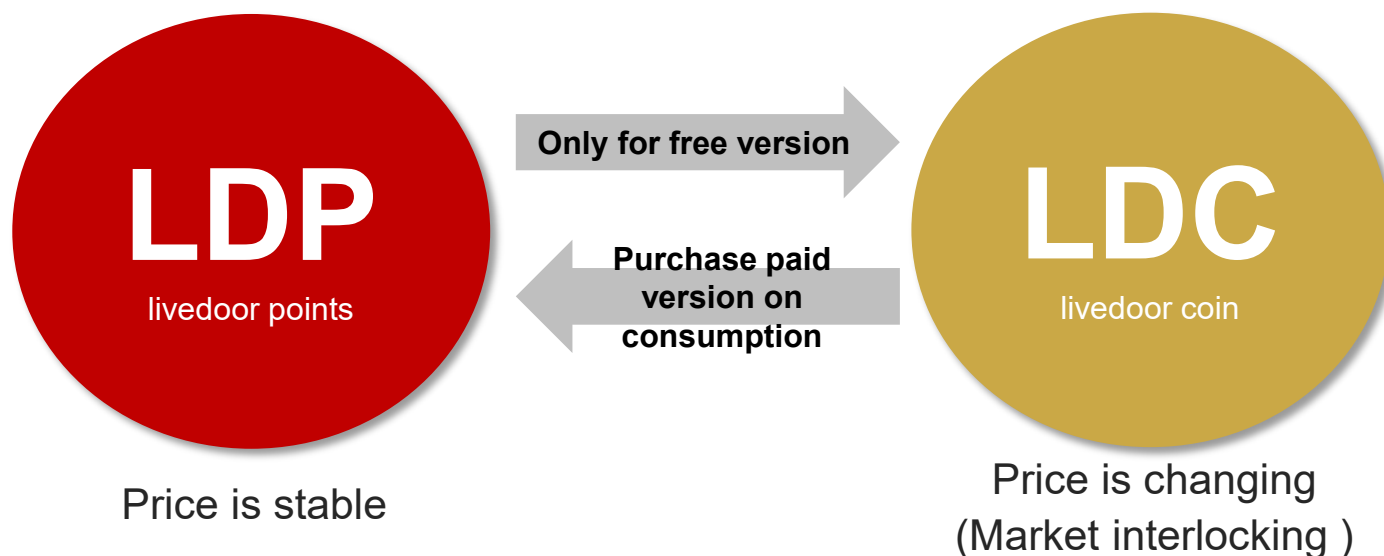 LDP
livedoor points
Price is stable
Only for free version
Purchase paid
version on
consumption
LDC
livedoor coin
Price is changing
(Market interlocking )